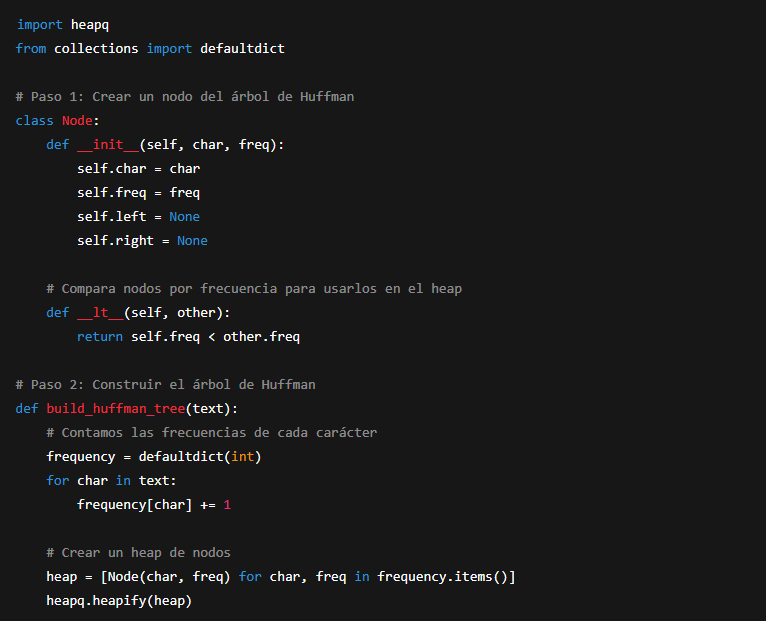 import heapq
from collections import defaultdict
# Paso 1: Crear un nodo del árbol de Huffman
class Node:
    def __init__(self, char, freq):
        self.char = char
        self.freq = freq
        self.left = None
        self.right = None
    # Compara nodos por frecuencia para usarlos en el heap
    def __lt__(self, other):
        return self.freq < other.freq
# Paso 2: Construir el árbol de Huffman
def build_huffman_tree(text):
    # Contamos las frecuencias de cada carácter
    frequency = defaultdict(int)
    for char in text:
        frequency[char] += 1
    # Crear un heap de nodos
    heap = [Node(char, freq) for char, freq in frequency.items()]
    heapq.heapify(heap)